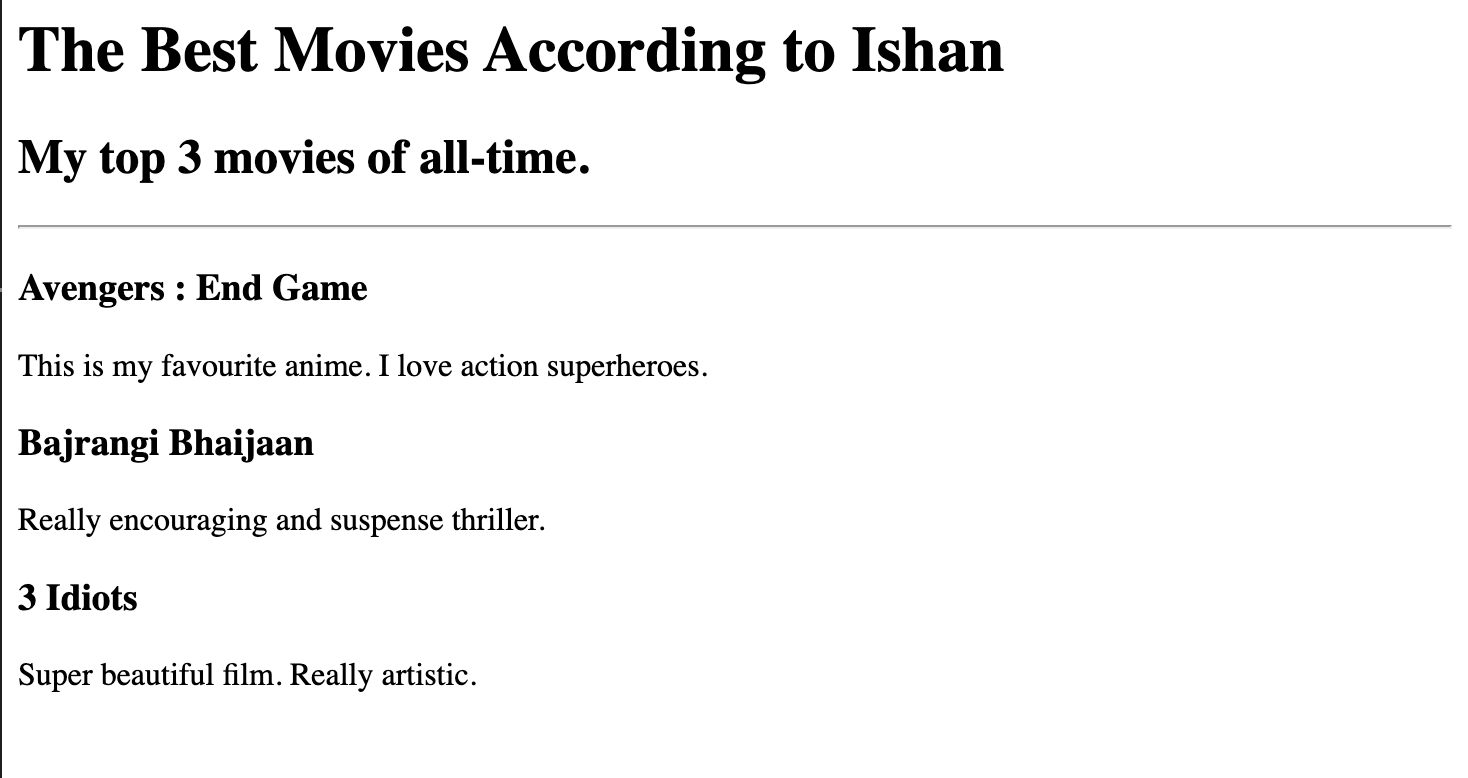 The Best Movies According to Ishan
My top 3 movies of all-time.
Avengers : End Game
This is my favourite anime. I love action superheroes.
Bajrangi Bhaijaan
Really encouraging and suspense thriller.
3 Idiots
Super beautiful film. Really artistic.